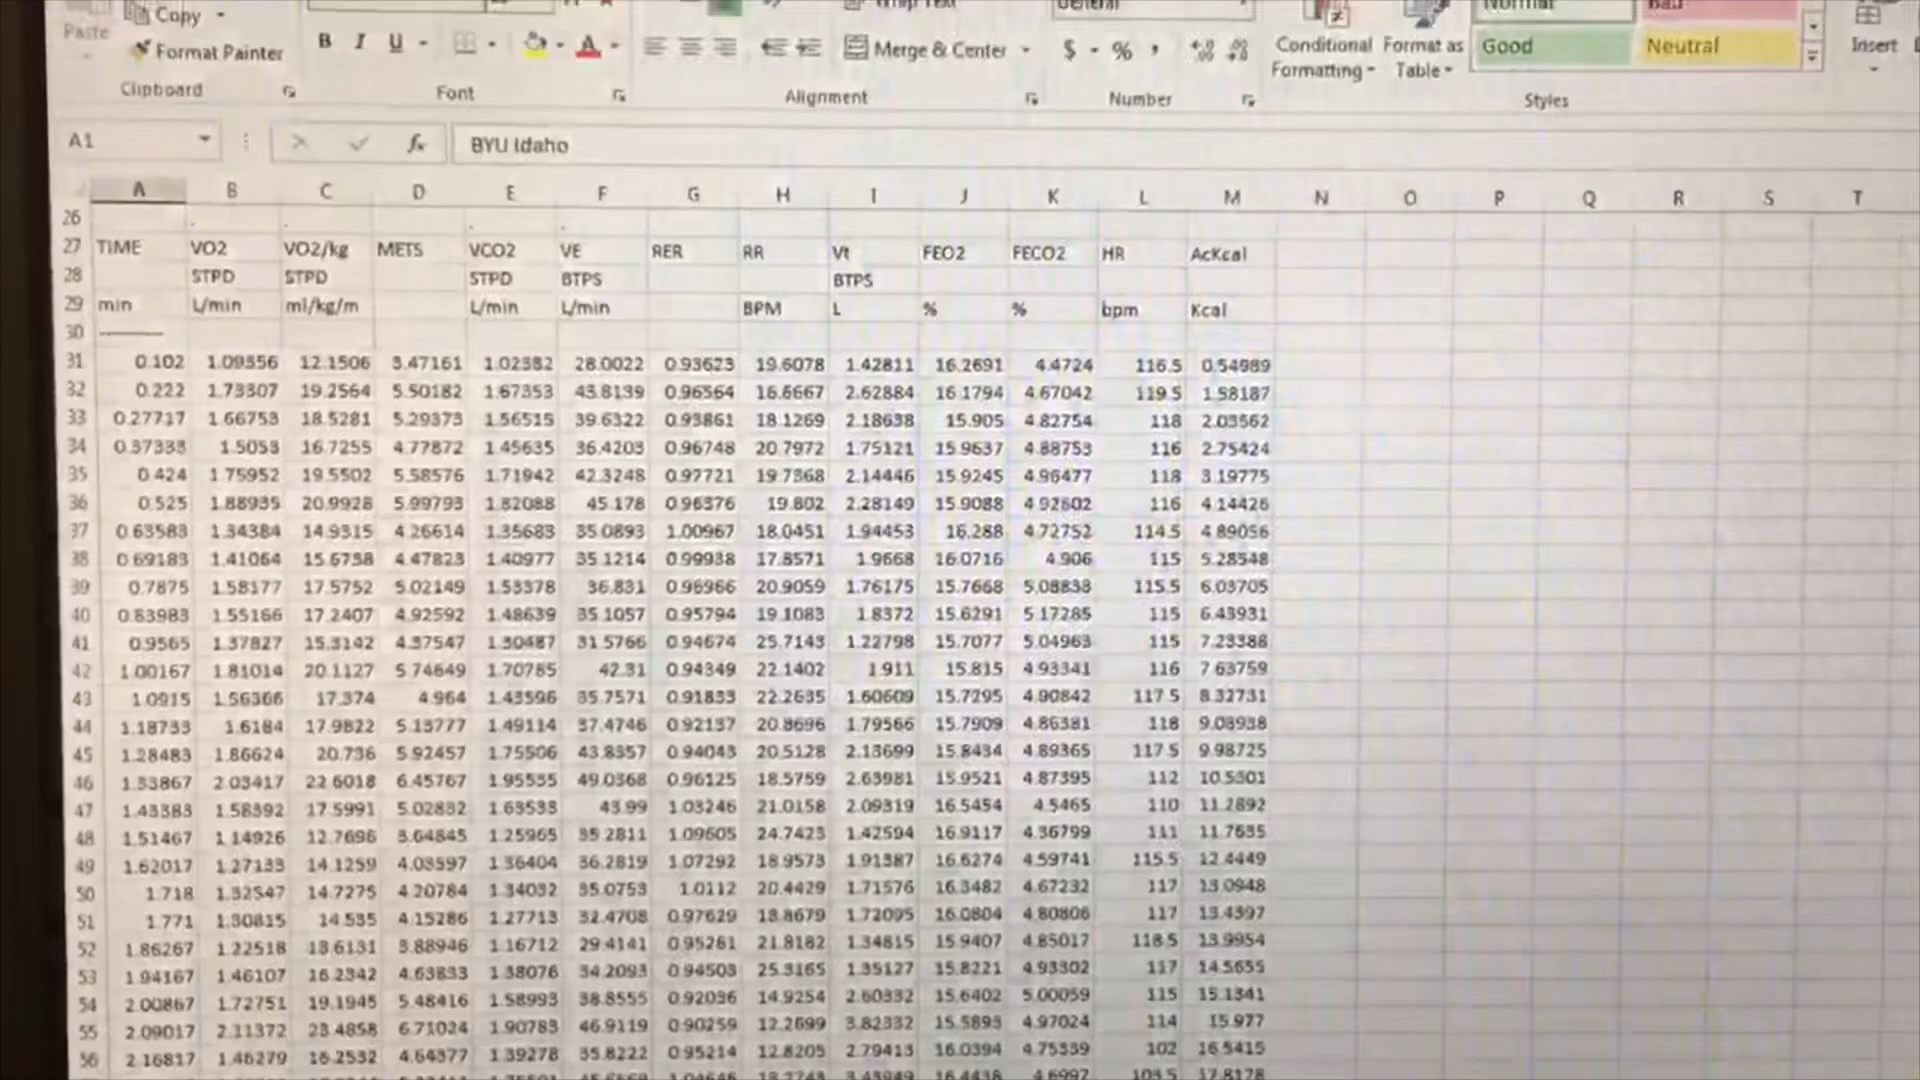 Copy
Paste
Format Painter
B I U
Merge & Center
$ % ,
Conditional Formatting
Format as Table
Good
Neutral
Insert
Clipboard
Font
Alignment
Number
Styles
A1
fx
BYU Idaho
A B C D E F G H I J K L M N O P Q R S T
26
27 TIME VO2 VO2/kg METS VCO2 VE RER RR Vt FEO2 FECO2 HR AcKcal
28 STPD STPD STPD BTPS BTPS
29 min L/min ml/kg/m L/min L/min BPM L % % bpm Kcal
30
31 0.102 1.09356 12.1506 3.47161 1.02382 28.0022 0.93623 19.6078 1.42811 16.2691 4.4724 116.5 0.54989
32 0.222 1.73307 19.2564 5.50182 1.67353 43.8139 0.96564 16.6667 2.62884 16.1794 4.67042 119.5 1.58187
33 0.27717 1.66753 18.5281 5.29373 1.56515 39.6322 0.93861 18.1269 2.18638 15.905 4.82754 118 2.03562
34 0.37333 1.5053 16.7255 4.77872 1.45635 36.4203 0.96748 20.7972 1.75121 15.9637 4.88753 116 2.75424
35 0.424 1.75952 19.5502 5.58576 1.71942 42.3248 0.97721 19.7368 2.14446 15.9245 4.96477 118 3.19775
36 0.525 1.88935 20.9928 5.99793 1.82088 45.178 0.96376 19.802 2.28149 15.9088 4.92602 116 4.14426
37 0.63583 1.34384 14.9315 4.26614 1.35683 35.0893 1.00967 18.0451 1.94453 16.288 4.72752 114.5 4.89056
38 0.69183 1.41064 15.6738 4.47823 1.40977 35.1214 0.99938 17.8571 1.9668 16.0716 4.906 115 5.28548
39 0.7875 1.58177 17.5752 5.02149 1.53378 36.831 0.96966 20.9059 1.76175 15.7668 5.08838 115.5 6.03705
40 0.83983 1.55166 17.2407 4.92592 1.48639 35.1057 0.95794 19.1083 1.8372 15.6291 5.17285 115 6.43931
41 0.9565 1.37827 15.3142 4.37547 1.30487 31.5766 0.94674 25.7143 1.22798 15.7077 5.04963 115 7.23388
42 1.00167 1.81014 20.1127 5.74649 1.70785 42.31 0.94349 22.1402 1.911 15.815 4.93341 116 7.63759
43 1.0915 1.56366 17.374 4.964 1.43596 35.7571 0.91833 22.2635 1.60609 15.7295 4.90842 117.5 8.32731
44 1.18733 1.6184 17.9822 5.13777 1.49114 37.4746 0.92137 20.8696 1.79566 15.7909 4.86381 118 9.08938
45 1.28483 1.86624 20.736 5.92457 1.75506 43.8357 0.94043 20.5128 2.13699 15.8434 4.89365 117.5 9.98725
46 1.33867 2.03417 22.6018 6.45767 1.95535 49.0368 0.96125 18.5759 2.63981 15.9521 4.87395 112 10.5301
47 1.43383 1.58392 17.5991 5.02832 1.63533 43.99 1.03246 21.0158 2.09319 16.5454 4.5465 110 11.2892
48 1.51467 1.14926 12.7696 3.64845 1.25965 35.2811 1.09605 24.7423 1.42594 16.9117 4.36799 111 11.7635
49 1.62017 1.27133 14.1259 4.03597 1.36404 36.2819 1.07292 18.9573 1.91387 16.6274 4.59741 115.5 12.4449
50 1.718 1.32547 14.7275 4.20784 1.34032 35.0753 1.0112 20.4429 1.71576 16.3482 4.67232 117 13.0948
51 1.771 1.30815 14.535 4.15286 1.27713 32.4708 0.97629 18.8679 1.72095 16.0804 4.80806 117 13.4397
52 1.86267 1.22518 13.6131 3.88946 1.16712 29.4141 0.95261 21.8182 1.34815 15.9407 4.85017 118.5 13.9954
53 1.94167 1.46107 16.2342 4.63833 1.38076 34.2093 0.94503 25.3165 1.35127 15.8221 4.93302 117 14.5655
54 2.00867 1.72751 19.1945 5.48416 1.58993 38.8555 0.92036 14.9254 2.60332 15.6402 5.00059 115 15.1341
55 2.09017 2.11372 23.4858 6.71024 1.90783 46.9119 0.90259 12.2699 3.82332 15.5893 4.97024 114 15.977
56 2.16817 1.46279 16.2532 4.64377 1.39278 35.8222 0.95214 12.8205 2.79413 16.0394 4.75339 102 16.5415